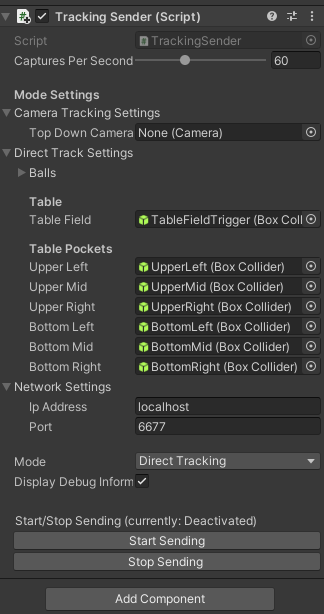 Tracking Sender (Script)
Script TrackingSender
Captures Per Second 60
Mode Settings
Camera Tracking Settings
Top Down Camera None (Camera)
Direct Track Settings
Balls
Table
Table Field TableFieldTrigger (Box Coll
Table Pockets
Upper Left UpperLeft (Box Collider)
Upper Mid UpperMid (Box Collider)
Upper Right UpperRight (Box Collider)
Bottom Left BottomLeft (Box Collider)
Bottom Mid BottomMid (Box Collider)
Bottom Right BottomRight (Box Collider)
Network Settings
Ip Address localhost
Port 6677
Mode Direct Tracking
Display Debug Inform
Start/Stop Sending (currently: Deactivated)
Start Sending
Stop Sending
Add Component